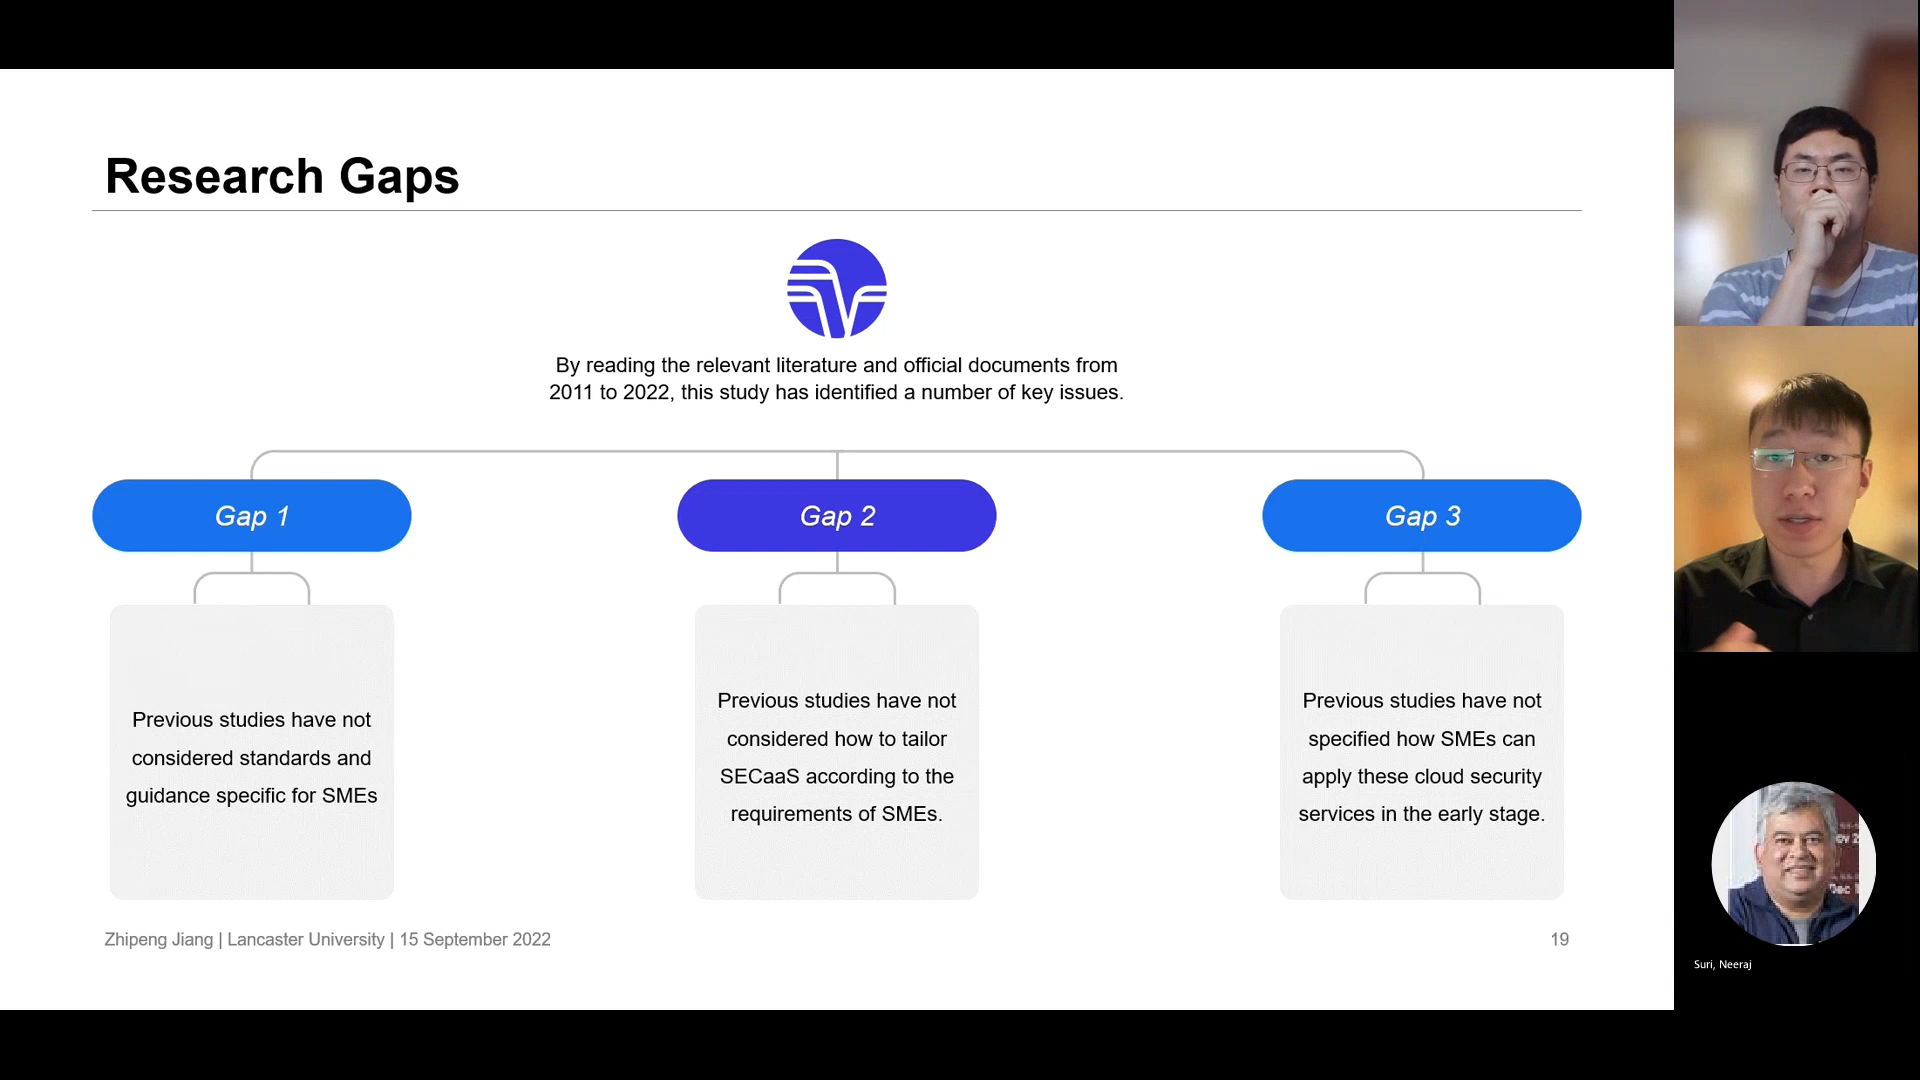 Research Gaps
By reading the relevant literature and official documents from
2011 to 2022, this study has identified a number of key issues.
Gap 1
Gap 2
Gap 3
Previous studies have not
considered standards and
guidance specific for SMEs
Previous studies have not
considered how to tailor
SECaaS according to the
requirements of SMEs.
Previous studies have not
specified how SMEs can
apply these cloud security
services in the early stage.
Zhipeng Jiang | Lancaster University | 15 September 2022
19
Suri, Neeraj